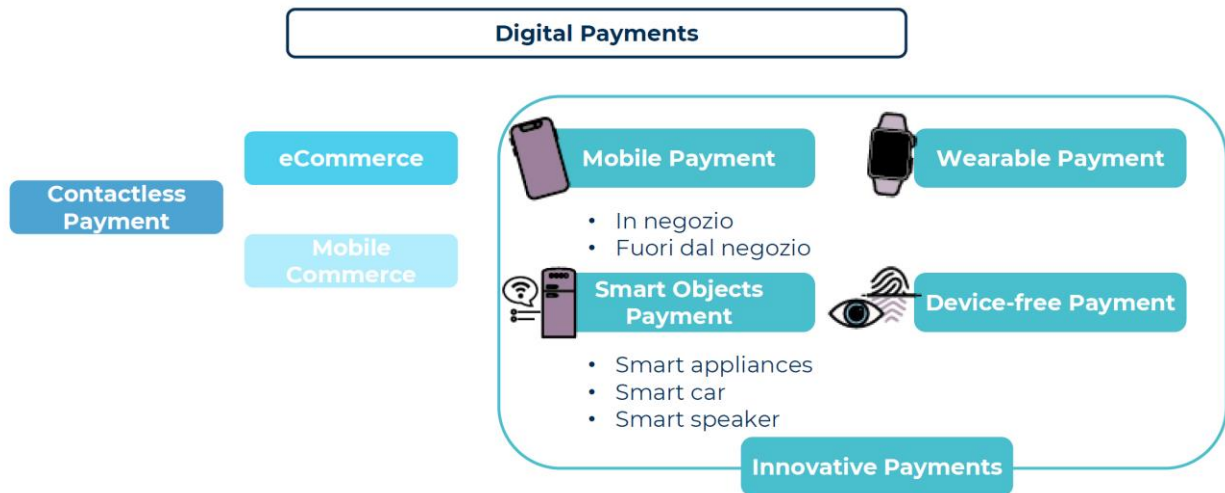 Digital Payments
Contactless
Payment
eCommerce
Mobile
Commerce
Mobile Payment
• In negozio
• Fuori dal negozio
Wearable Payment
Smart Objects
Payment
• Smart appliances
• Smart car
• Smart speaker
Device-free Payment
Innovative Payments